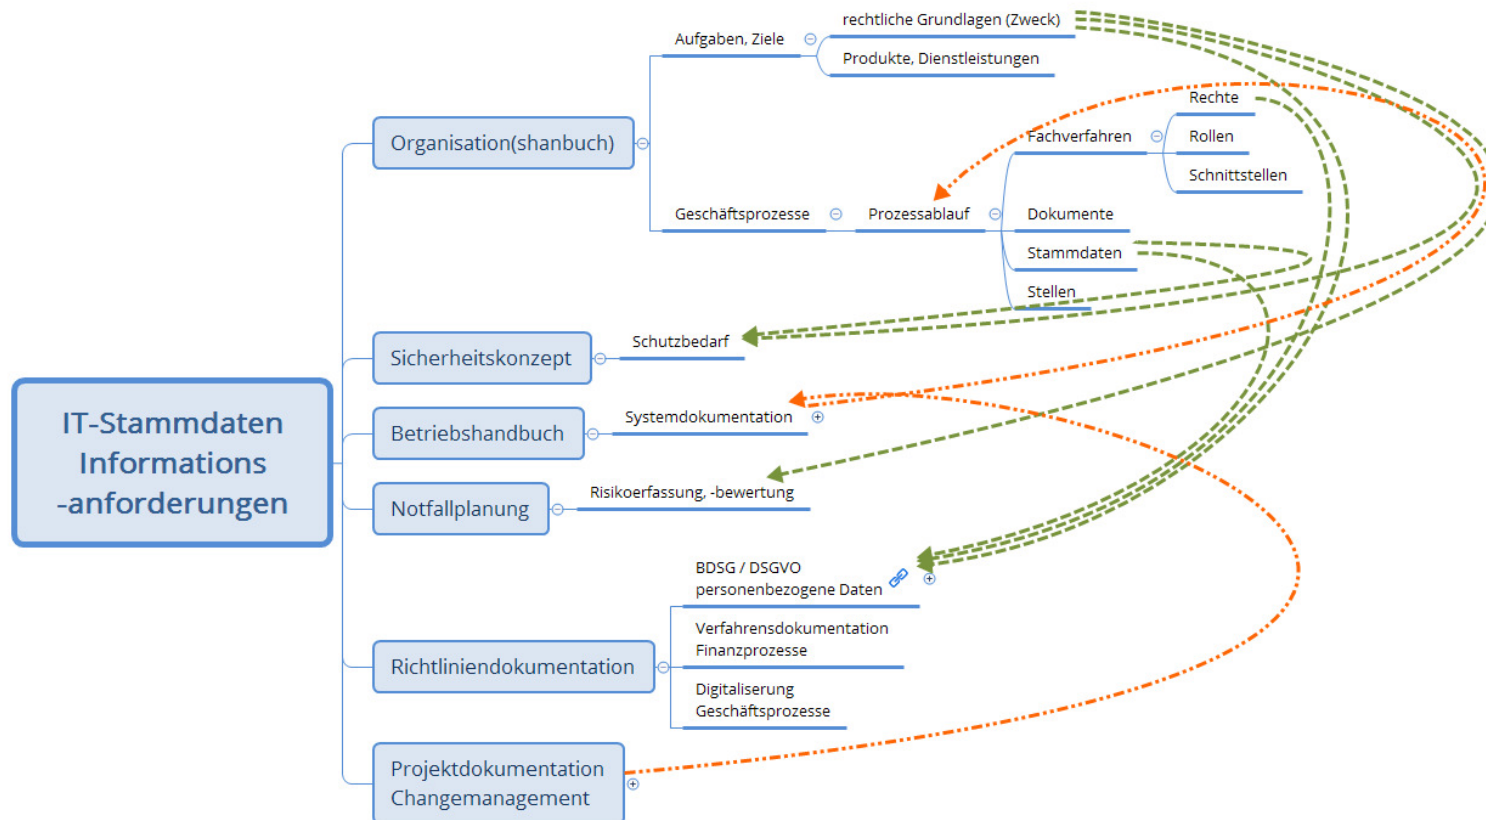 rechtliche Grundlagen (Zweck)
Aufgaben, Ziele
Produkte, Dienstleistungen
Rechte
Organisation(shanbuch)
Fachverfahren
Rollen
Schnittstellen
Geschäftsprozesse
Prozessablauf
Dokumente
Stammdaten
Stellen
Sicherheitskonzept
Schutzbedarf
IT-Stammdaten
Informations
-anforderungen
Betriebshandbuch
Systemdokumentation
Notfallplanung
Risikoerfassung, -bewertung
BDSG / DSGVO
personenbezogene Daten
Richtliniendokumentation
Verfahrensdokumentation
Finanzprozesse
Digitaliserung
Geschäftsprozesse
Projektdokumentation
Changemanagement